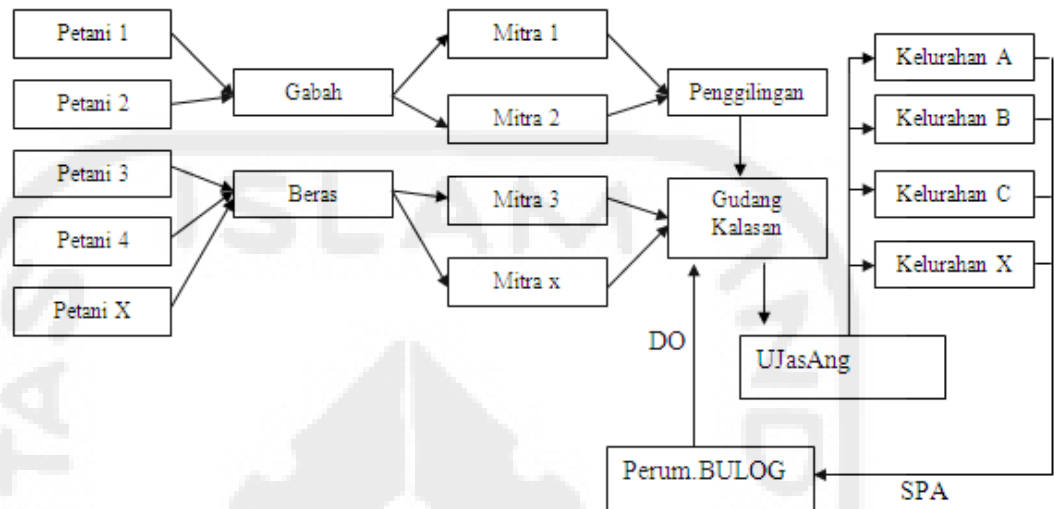 Petani 1
Petani 2
Petani 3
Petani 4
Petani X
Gabah
Beras
Mitra 1
Mitra 2
Mitra 3
Mitra x
Penggilingan
Gudang
Kalasan
Kelurahan A
Kelurahan B
Kelurahan C
Kelurahan X
UJasAng
DO
Perum.BULOG
SPA
ISLAM